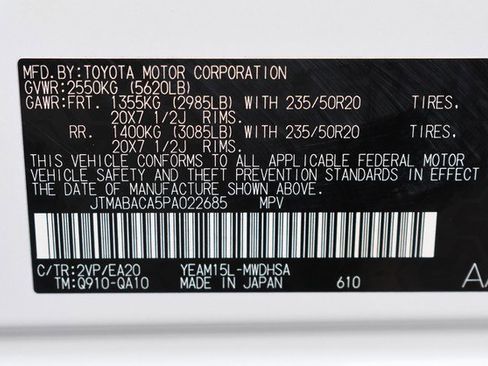 MFD.BY:TOYOTA MOTOR CORPORATION
GVWR:2550KG (5620LB)
GAWR:FRT. 1355KG (2985LB) WITH 235/50R20 TIRES.
20X7 1/2J RIMS.
RR. 1400KG (3085LB) WITH 235/50R20 TIRES.
20X7 1/2J RIMS.
THIS VEHICLE CONFORMS TO ALL APPLICABLE FEDERAL MOTOR
VEHICLE SAFETY AND THEFT PREVENTION STANDARDS IN EFFECT
ON THE DATE OF MANUFACTURE SHOWN ABOVE.
JTMABACA5PA022685 MPV
C/TR:2VP/EA20 YEAM15L-MWDHSA
TM:Q910-QA10 MADE IN JAPAN 610